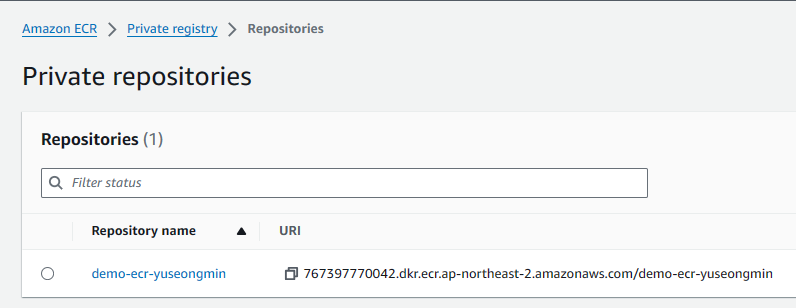 Amazon ECR > Private registry > Repositories
Private repositories
Repositories (1)
Filter status
Repository name ▲ URI
demo-ecr-yuseongmin 767397770042.dkr.ecr.ap-northeast-2.amazonaws.com/demo-ecr-yuseongmin